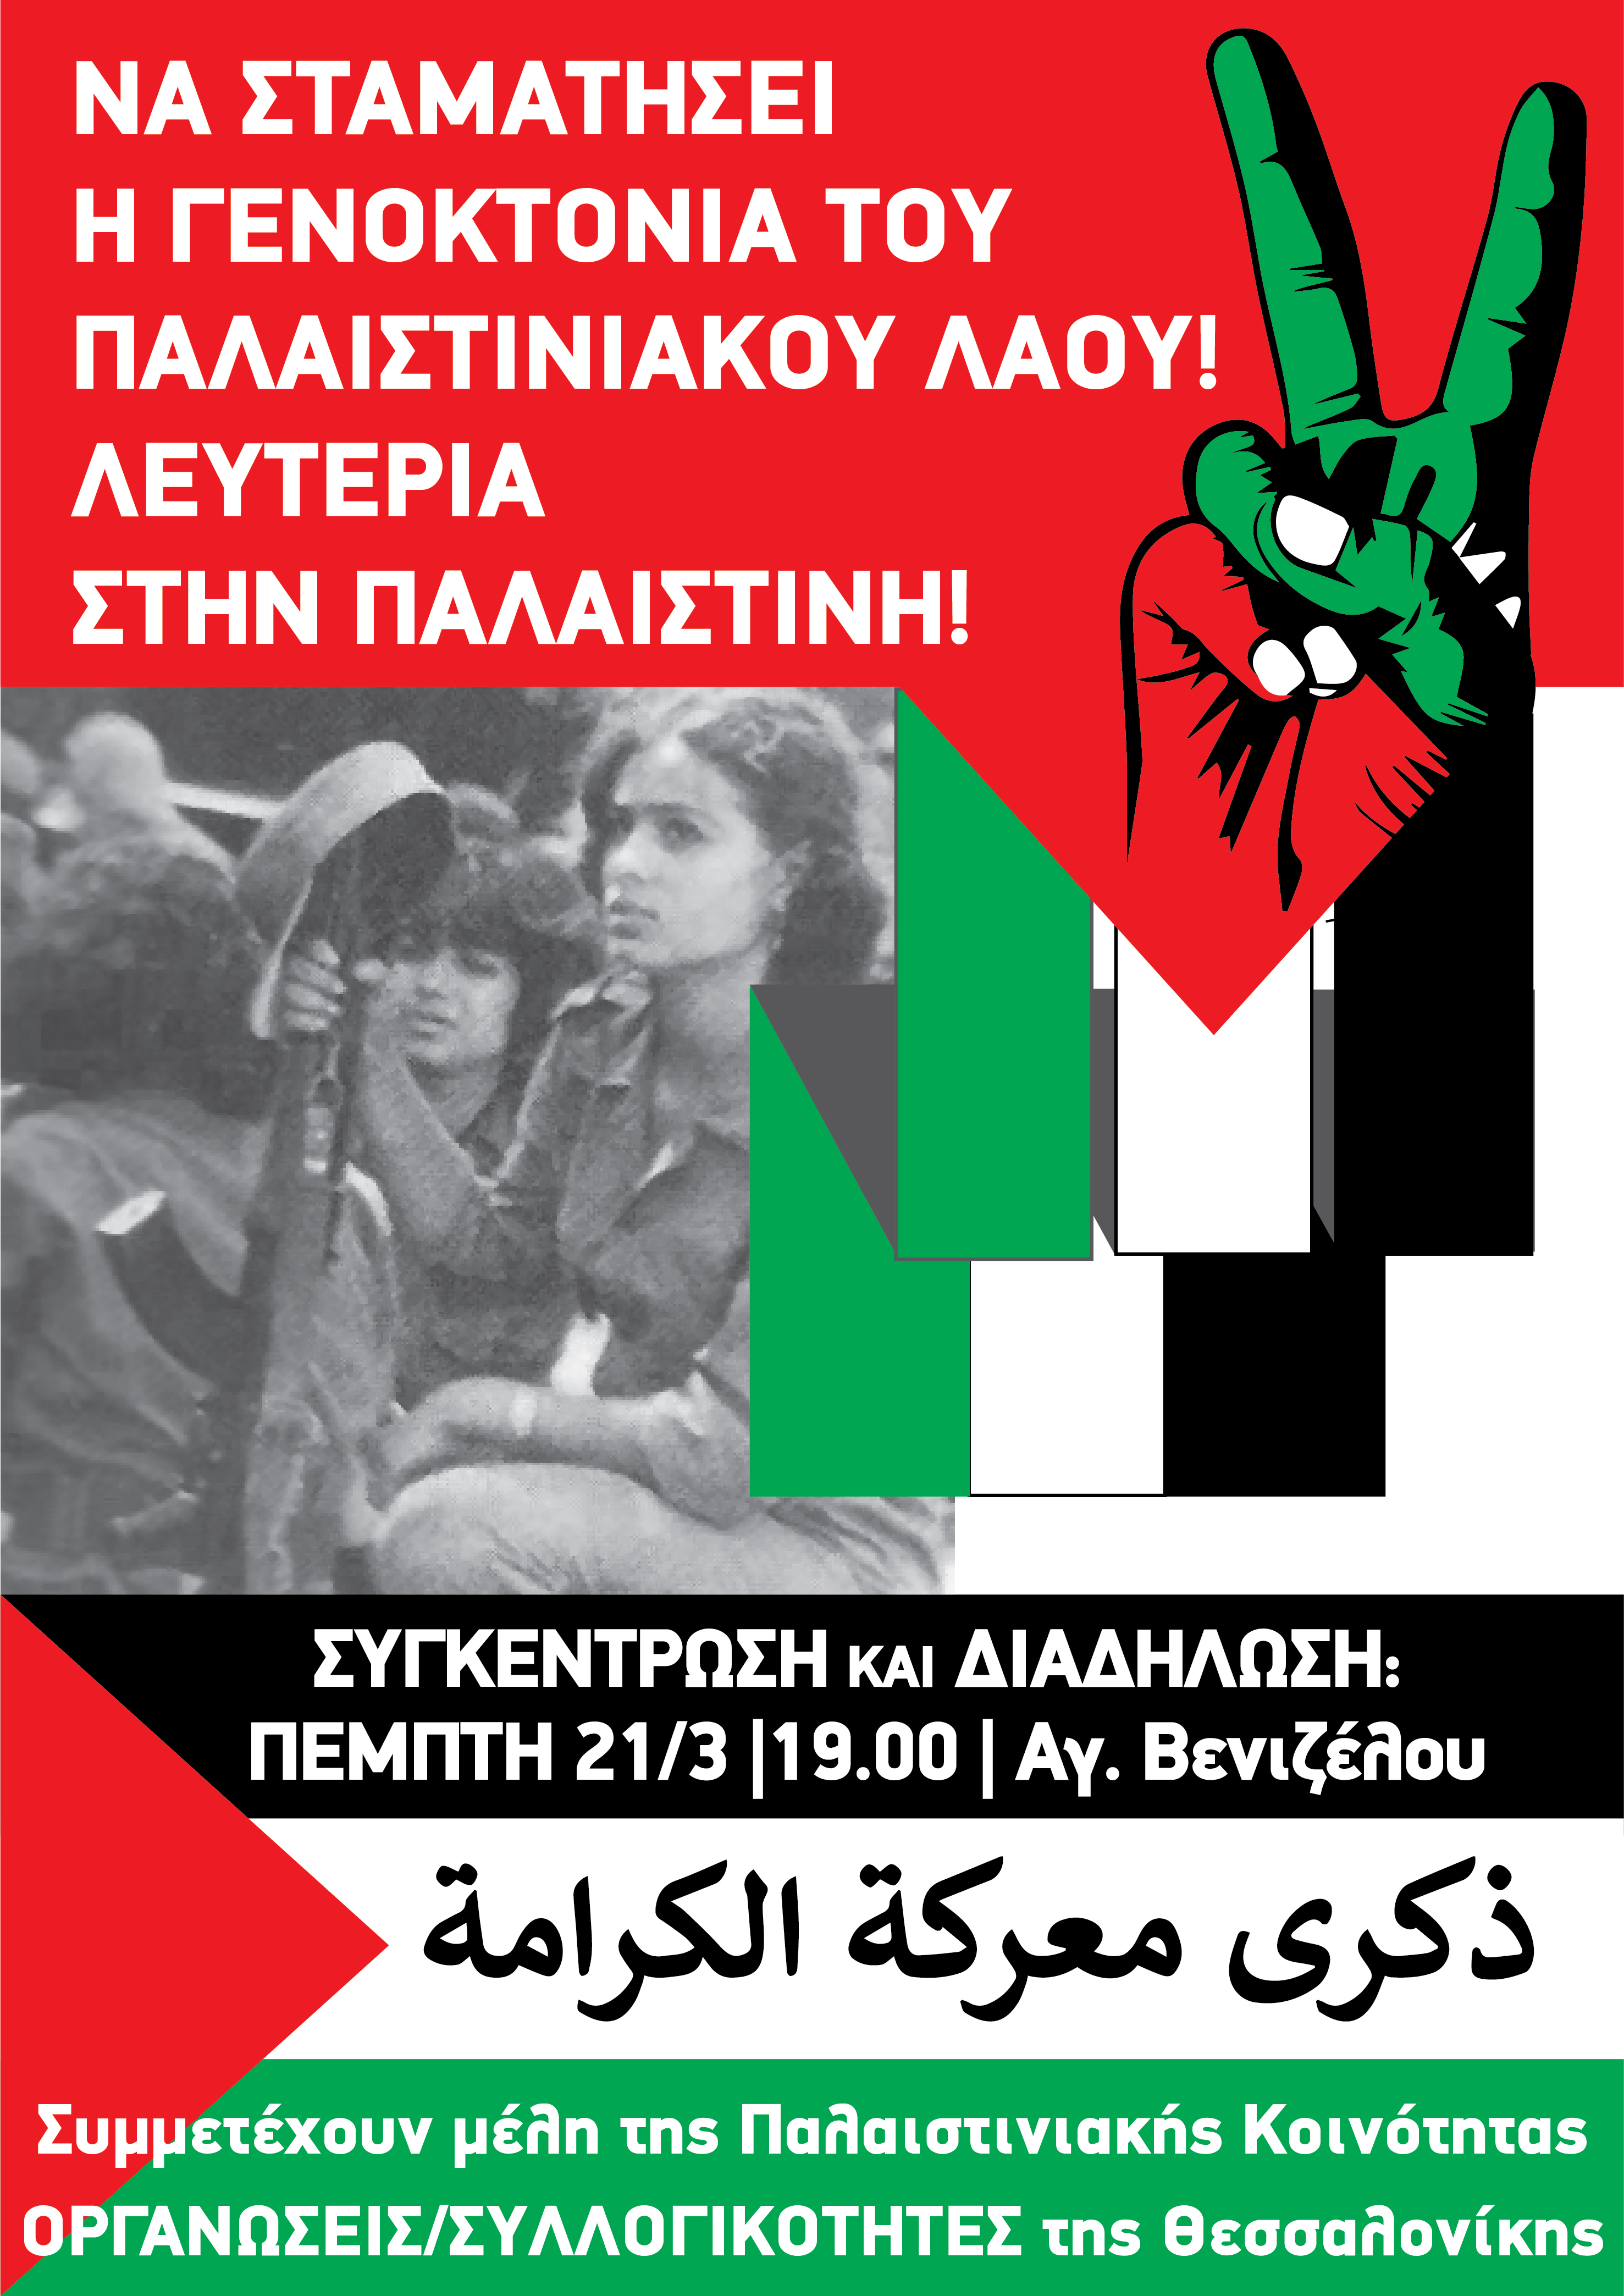 ΝΑ ΣΤΑΜΑΤΗΣΕΙ
Η ΓΕΝΟΚΤΟΝΙΑ ΤΟΥ
ΠΑΛΑΙΣΤΙΝΙΑΚΟΥ ΛΑΟΥ!
ΛΕΥΤΕΡΙΑ
ΣΤΗΝ ΠΑΛΑΙΣΤΙΝΗ!
ΣΥΓΚΕΝΤΡΩΣΗ ΚΑΙ ΔΙΑΔΗΛΩΣΗ:
ΠΕΜΠΤΗ 21/3 |19.00 | Αγ. Βενιζέλου
ذكرى معركة الكرامة
Συμμετέχουν μέλη της Παλαιστινιακής Κοινότητας
ΟΡΓΑΝΩΣΕΙΣ/ΣΥΛΛΟΓΙΚΟΤΗΤΕΣ της Θεσσαλονίκης